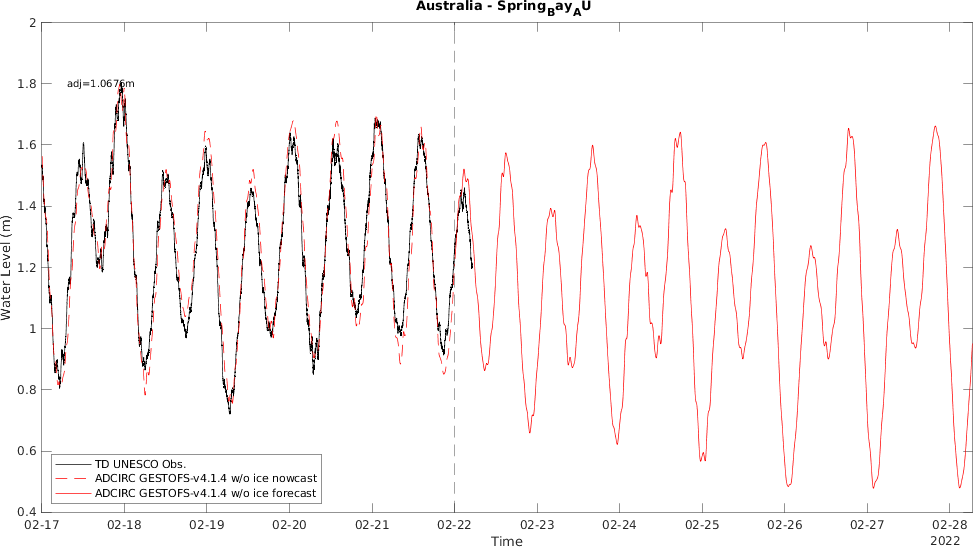 Australia - SpringBayAU
2
1.8
1.6
1.4
1.2
1
0.8
0.6
0.4
Water Level (m)
adj=1.0676m
TD UNESCO Obs.
ADCIRC GESTOFS-v4.1.4 w/o ice nowcast
ADCIRC GESTOFS-v4.1.4 w/o ice forecast
02-17 02-18 02-19 02-20 02-21 02-22 02-23 02-24 02-25 02-26 02-27 02-28
Time
2022